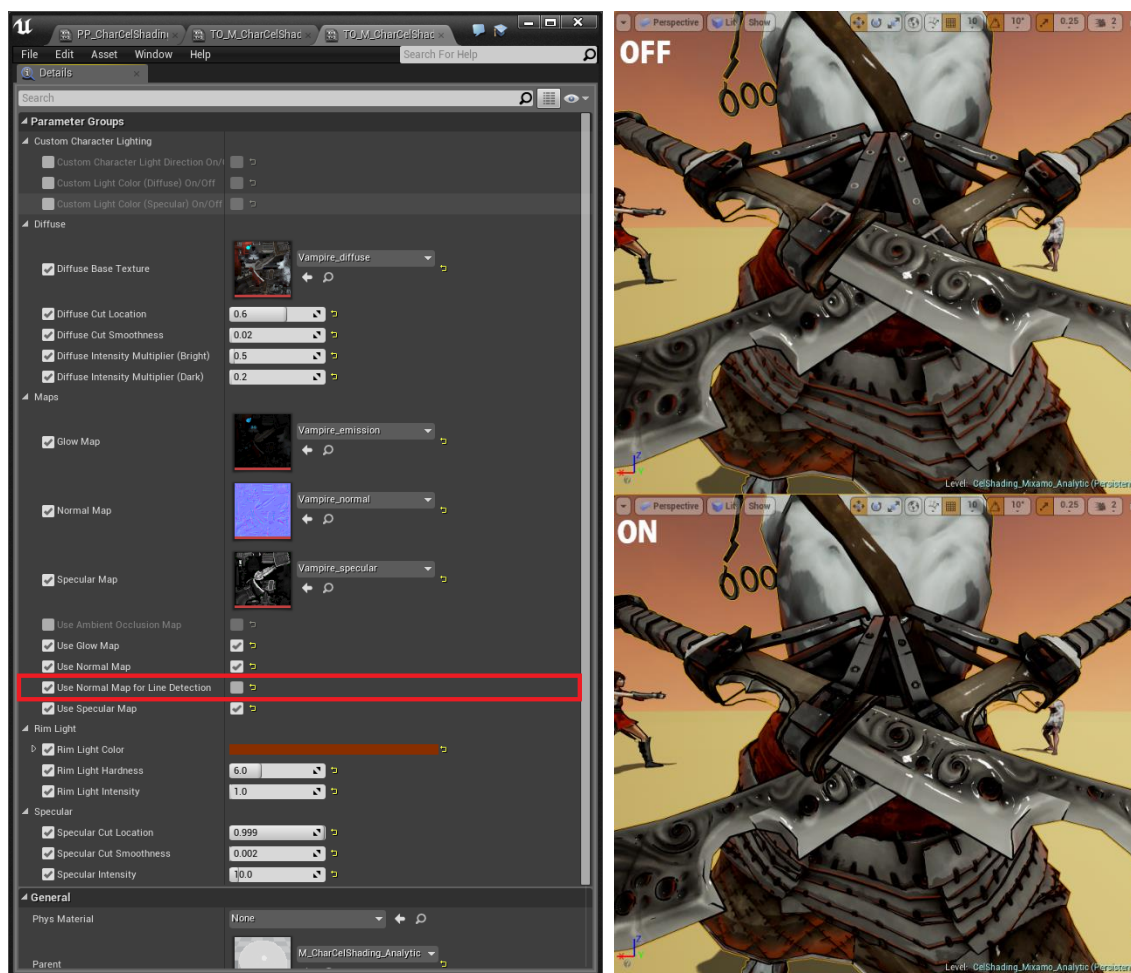 PP_CharCelShading
TO_M_CharCelShac
TO_M_CharCelShac
File Edit Asset Window Help
Search For Help
Details
Search
Parameter Groups
Custom Character Lighting
Custom Character Light Direction On/
Custom Light Color (Diffuse) On/Off
Custom Light Color (Specular) On/Off
Diffuse
Diffuse Base Texture
Vampire_diffuse
Diffuse Cut Location 0.6
Diffuse Cut Smoothness 0.02
Diffuse Intensity Multiplier (Bright) 0.5
Diffuse Intensity Multiplier (Dark) 0.2
Maps
Glow Map
Vampire_emission
Normal Map
Vampire_normal
Specular Map
Vampire_specular
Use Ambient Occlusion Map
Use Glow Map
Use Normal Map
Use Normal Map for Line Detection
Use Specular Map
Rim Light
Rim Light Color
Rim Light Hardness 6.0
Rim Light Intensity 1.0
Specular
Specular Cut Location 0.999
Specular Cut Smoothness 0.002
Specular Intensity 10.0
General
Phys Material None
Parent
M_CharCelShading_Analytic
Perspective Lit Show 10 10° 0.25 2
OFF
Level: CelShading_Mixamo_Analytic (Persisten
Perspective Lit Show 10 10° 0.25 2
ON
Level: CelShading_Mixamo_Analytic (Persisten